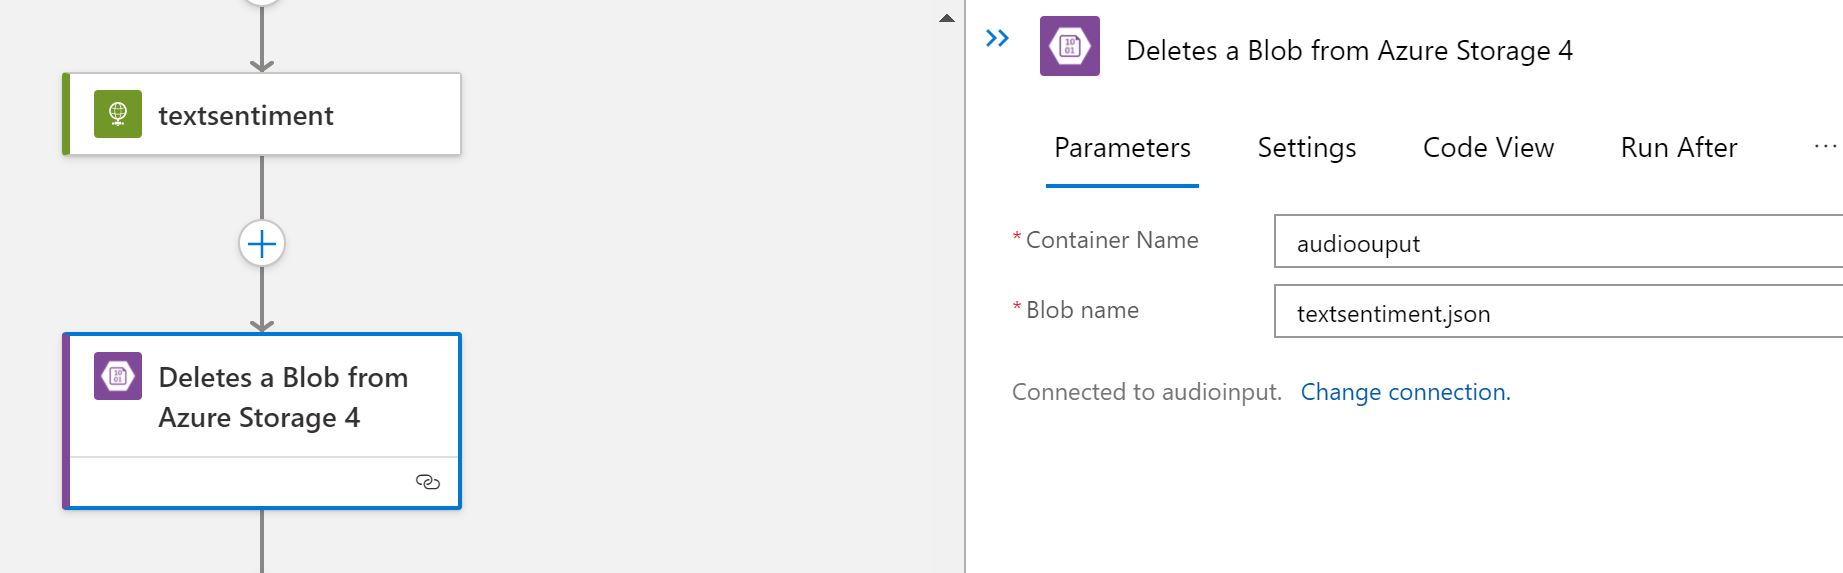 textsentiment
Deletes a Blob from
Azure Storage 4
Deletes a Blob from Azure Storage 4
Parameters Settings Code View Run After ...
* Container Name audioouput
* Blob name textsentiment.json
Connected to audioinput. Change connection.